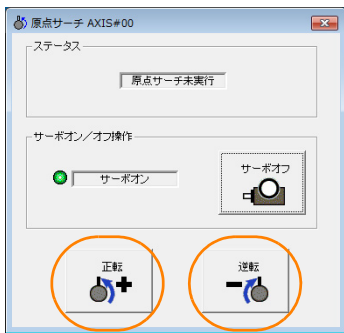 原点サーチ AXIS#00
ステータス
原点サーチ未実行
サーボオン／オフ操作
サーボオン
サーボオフ
正転
逆転